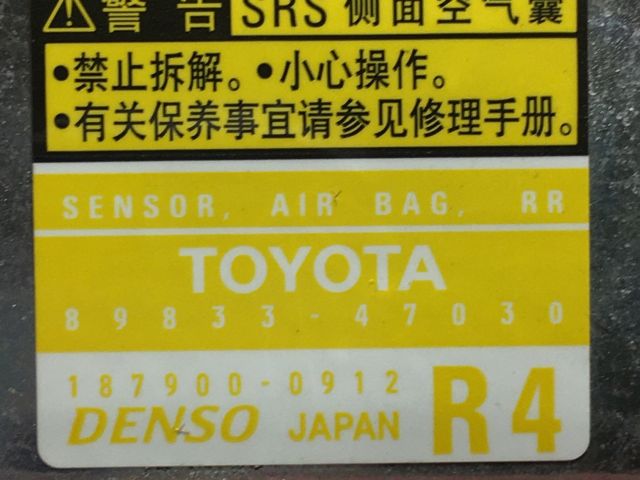 警告 SRS 侧面空气囊
•禁止拆解。•小心操作。
•有关保养事宜请参见修理手册。
SENSOR, AIR BAG, RR
TOYOTA
89833-47030
187900-0912
DENSO JAPAN R4